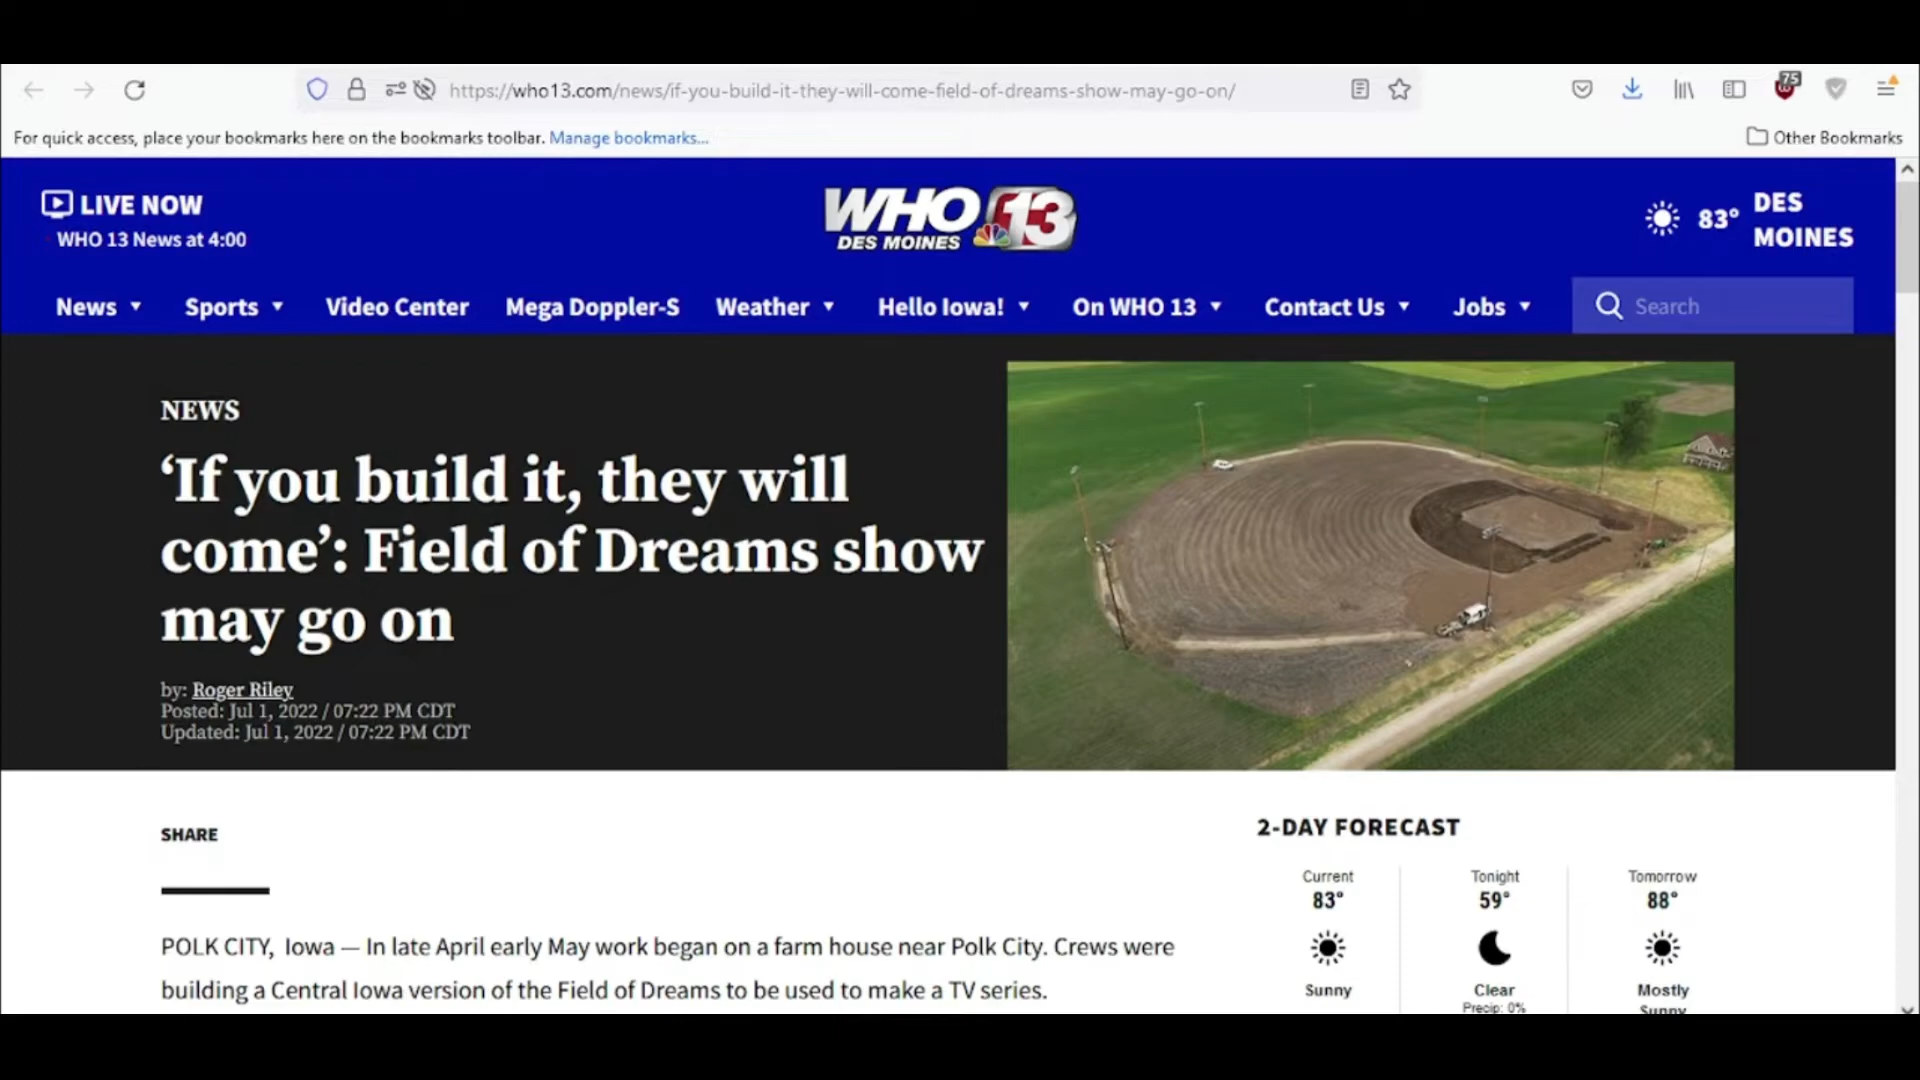 75
https://who13.com/news/if-you-build-it-they-will-come-field-of-dreams-show-may-go-on/
For quick access, place your bookmarks here on the bookmarks toolbar. Manage bookmarks...
Other Bookmarks
LIVE NOW
WHO 13 News at 4:00
WHO 13
DES MOINES
83°
DES
MOINES
News
Sports
Video Center
Mega Doppler-S
Weather
Hello Iowa!
On WHO 13
Contact Us
Jobs
Search
NEWS
‘If you build it, they will
come’: Field of Dreams show
may go on
by: Roger Riley
Posted: Jul 1, 2022 / 07:22 PM CDT
Updated: Jul 1, 2022 / 07:22 PM CDT
SHARE
POLK CITY, Iowa — In late April early May work began on a farm house near Polk City. Crews were
building a Central Iowa version of the Field of Dreams to be used to make a TV series.
2-DAY FORECAST
Current
83°
Sunny
Tonight
59°
Clear
Precip: 0%
Tomorrow
88°
Mostly
Sunny